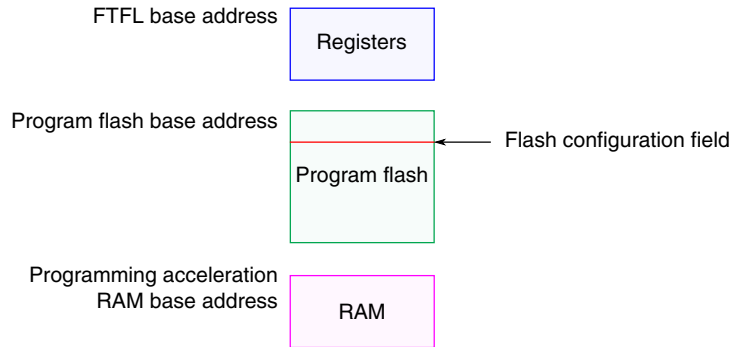 FTFL base address
Registers
Program flash base address
Flash configuration field
Program flash
Programming acceleration
RAM base address
RAM